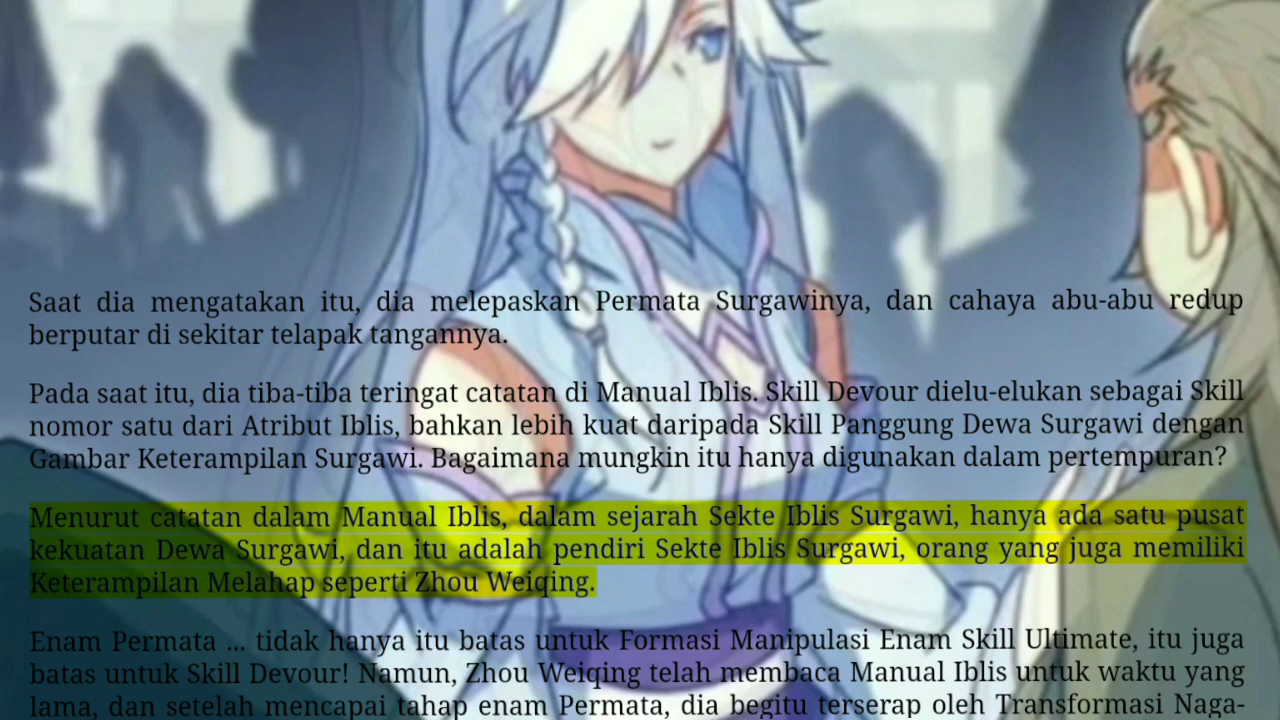 Saat dia mengatakan itu, dia melepaskan Permata Surgawinya, dan cahaya abu-abu redup
berputar di sekitar telapak tangannya.
Pada saat itu, dia tiba-tiba teringat catatan di Manual Iblis. Skill Devour dielu-elukan sebagai Skill
nomor satu dari Atribut Iblis, bahkan lebih kuat daripada Skill Panggung Dewa Surgawi dengan
Gambar Keterampilan Surgawi. Bagaimana mungkin itu hanya digunakan dalam pertempuran?
Menurut catatan dalam Manual Iblis, dalam sejarah Sekte Iblis Surgawi, hanya ada satu pusat
kekuatan Dewa Surgawi, dan itu adalah pendiri Sekte Iblis Surgawi, orang yang juga memiliki
Keterampilan Melahap seperti Zhou Weiqing.
Enam Permata ... tidak hanya itu batas untuk Formasi Manipulasi Enam Skill Ultimate, itu juga
batas untuk Skill Devour! Namun, Zhou Weiqing telah membaca Manual Iblis untuk waktu yang
lama, dan setelah mencapai tahap enam Permata, dia begitu terserap oleh Transformasi Naga-